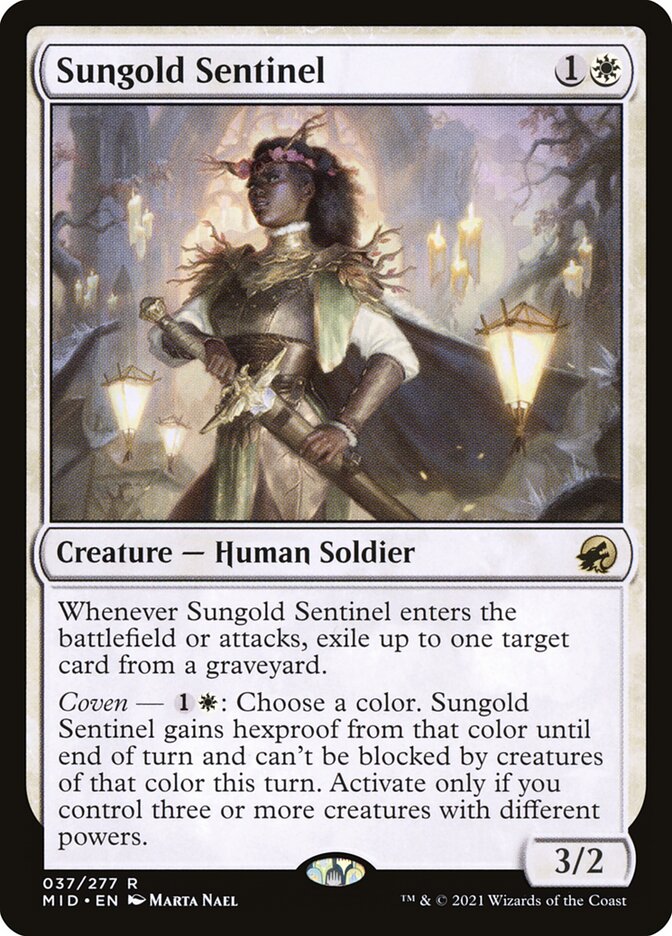 Sungold Sentinel 1
Creature — Human Soldier
Whenever Sungold Sentinel enters the
battlefield or attacks, exile up to one target
card from a graveyard.
Coven — 1: Choose a color. Sungold
Sentinel gains hexproof from that color until
end of turn and can't be blocked by creatures
of that color this turn. Activate only if you
control three or more creatures with different
powers.
3/2
037/277 R
MID • EN Marta Nael
™ & © 2021 Wizards of the Coast